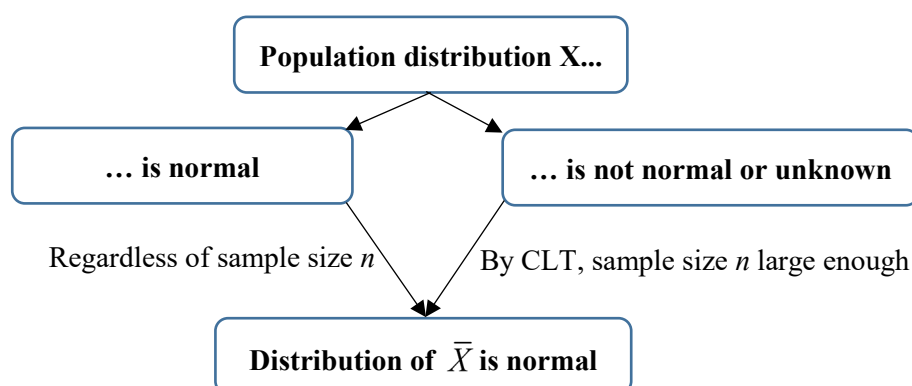 Population distribution X...
… is normal
… is not normal or unknown
Regardless of sample size n
By CLT, sample size n large enough
Distribution of X̅ is normal